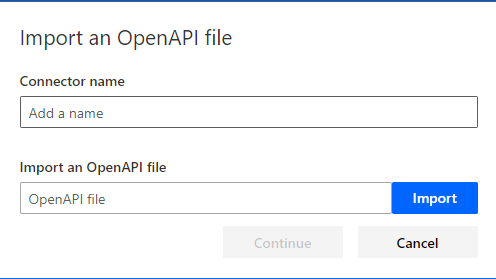 Import an OpenAPI file
Connector name
Add a name
Import an OpenAPI file
OpenAPI file
Import
Continue
Cancel